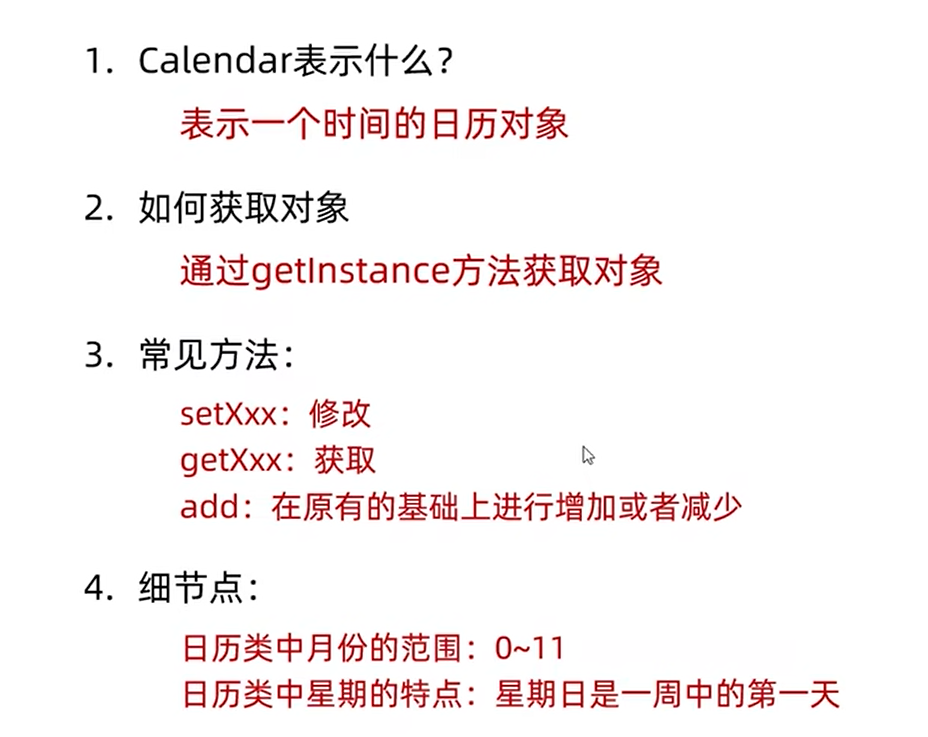 1. Calendar表示什么？
表示一个时间的日历对象
2. 如何获取对象
通过getInstance方法获取对象
3. 常见方法：
setXxx：修改
getXxx：获取
add：在原有的基础上进行增加或者减少
4. 细节点：
日历类中月份的范围：0~11
日历类中星期的特点：星期日是一周中的第一天